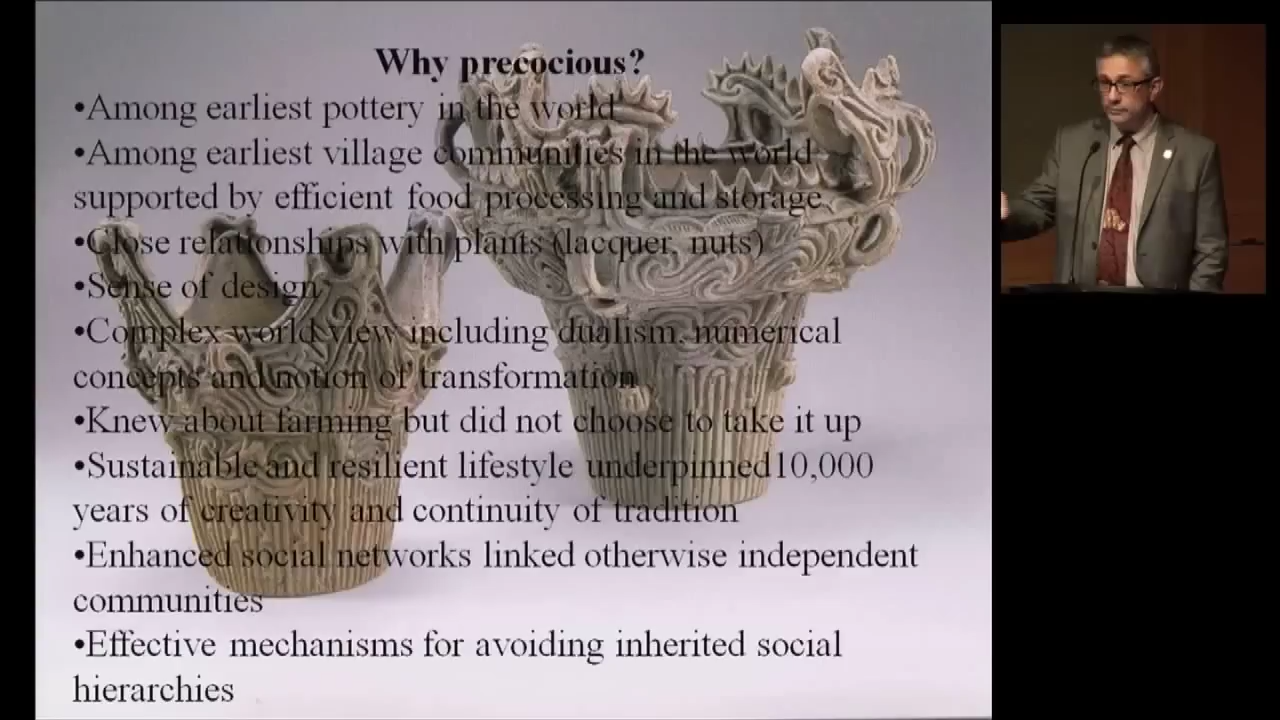 Why precocious?
•Among earliest pottery in the world
•Among earliest village communities in the world
supported by efficient food processing and storage
•Close relationships with plants (lacquer, nuts)
•Sense of design
•Complex world view including dualism, numerical
concepts and notion of transformation
•Knew about farming but did not choose to take it up
•Sustainable and resilient lifestyle underpinned10,000
years of creativity and continuity of tradition
•Enhanced social networks linked otherwise independent
communities
•Effective mechanisms for avoiding inherited social
hierarchies